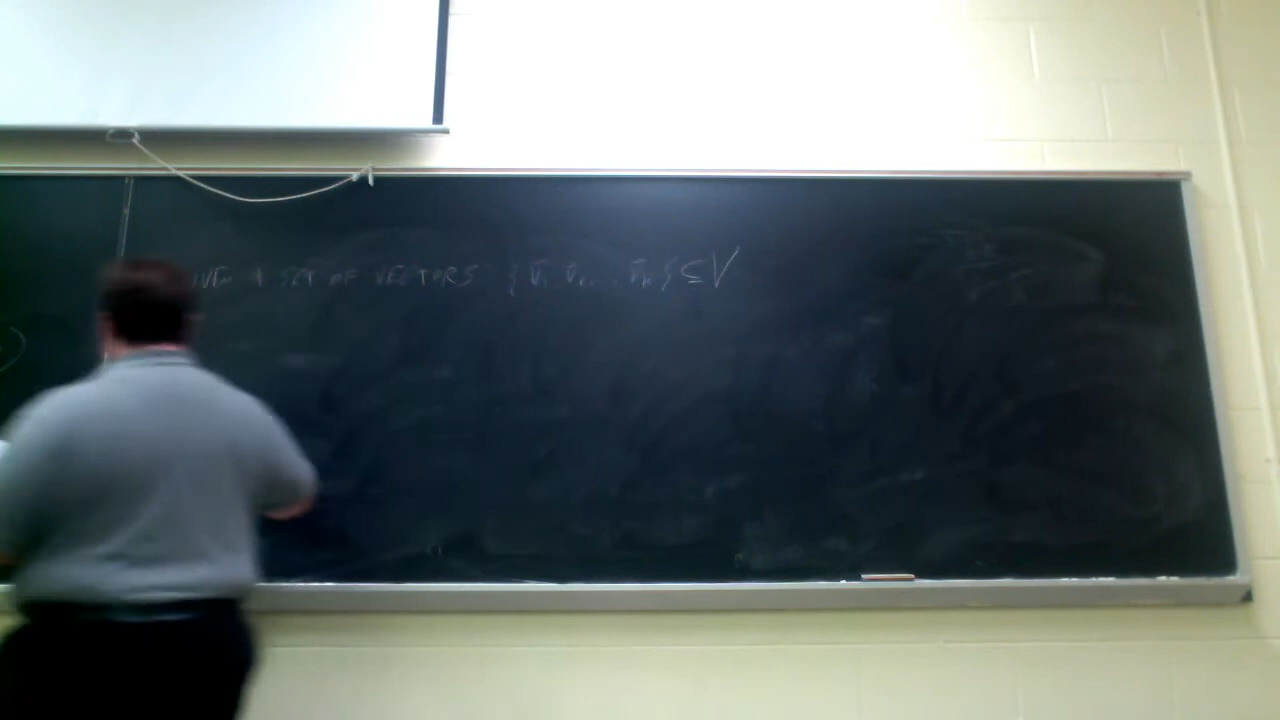 IVEN A SET OF VECTORS { v̄₁, v̄₂, ..., v̄ₖ } ⊆ V